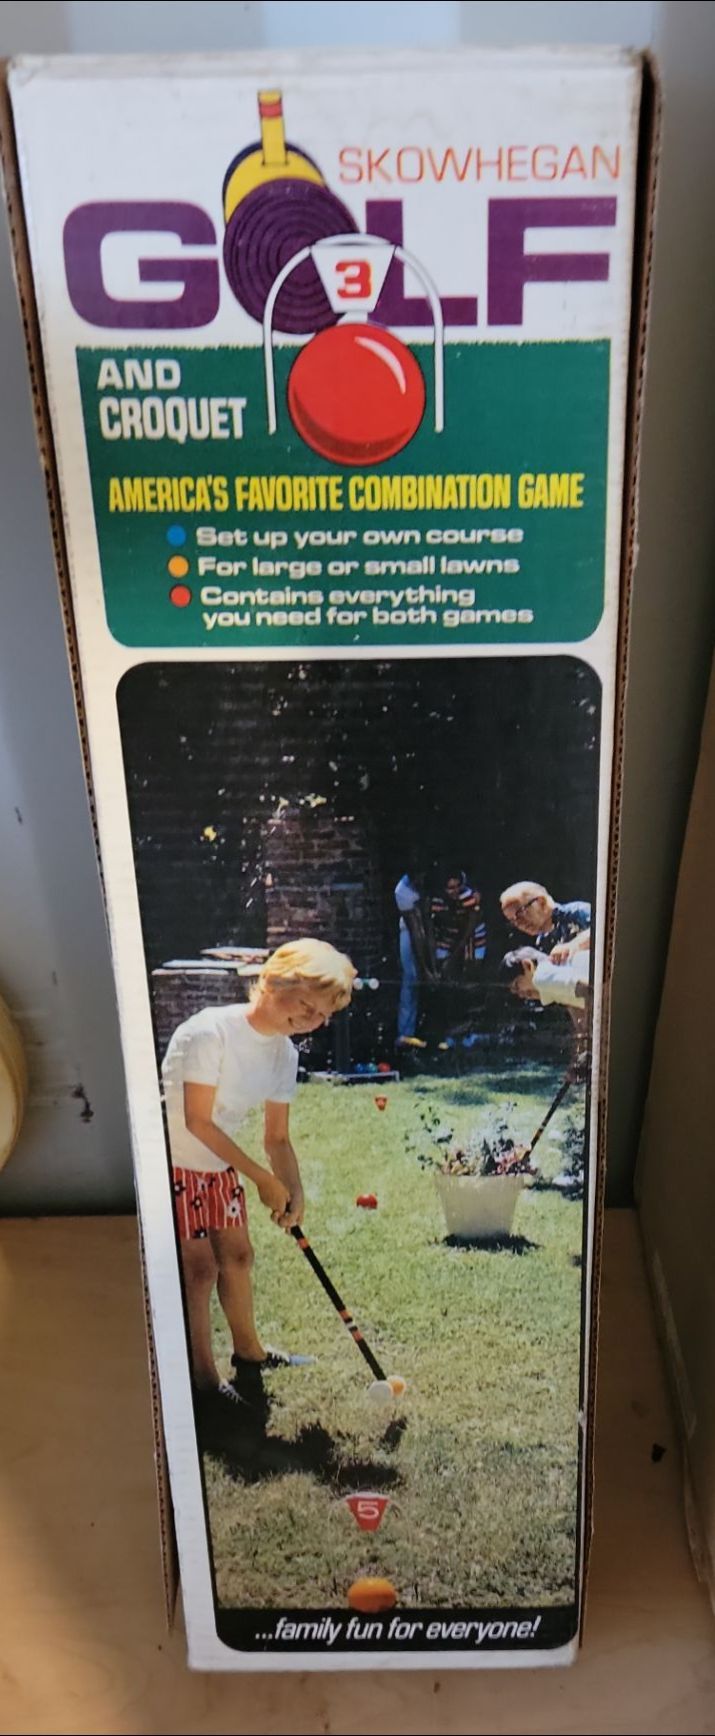 SKOWHEGAN
GOLF
3
AND
CROQUET
AMERICA'S FAVORITE COMBINATION GAME
Set up your own course
For large or small lawns
Contains everything
you need for both games
5
...family fun for everyone!